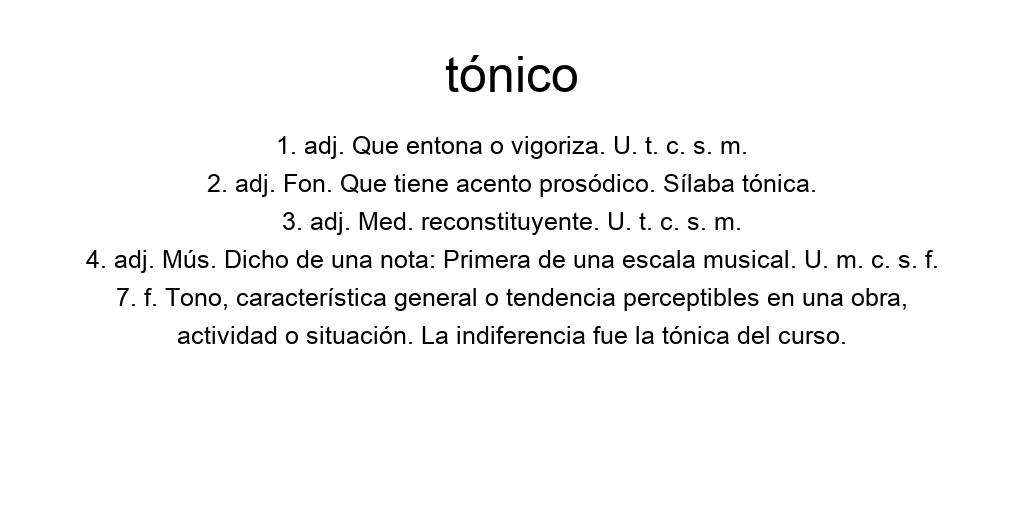 tónico
1. adj. Que entona o vigoriza. U. t. c. s. m.
2. adj. Fon. Que tiene acento prosódico. Sílaba tónica.
3. adj. Med. reconstituyente. U. t. c. s. m.
4. adj. Mús. Dicho de una nota: Primera de una escala musical. U. m. c. s. f.
7. f. Tono, característica general o tendencia perceptibles en una obra,
actividad o situación. La indiferencia fue la tónica del curso.